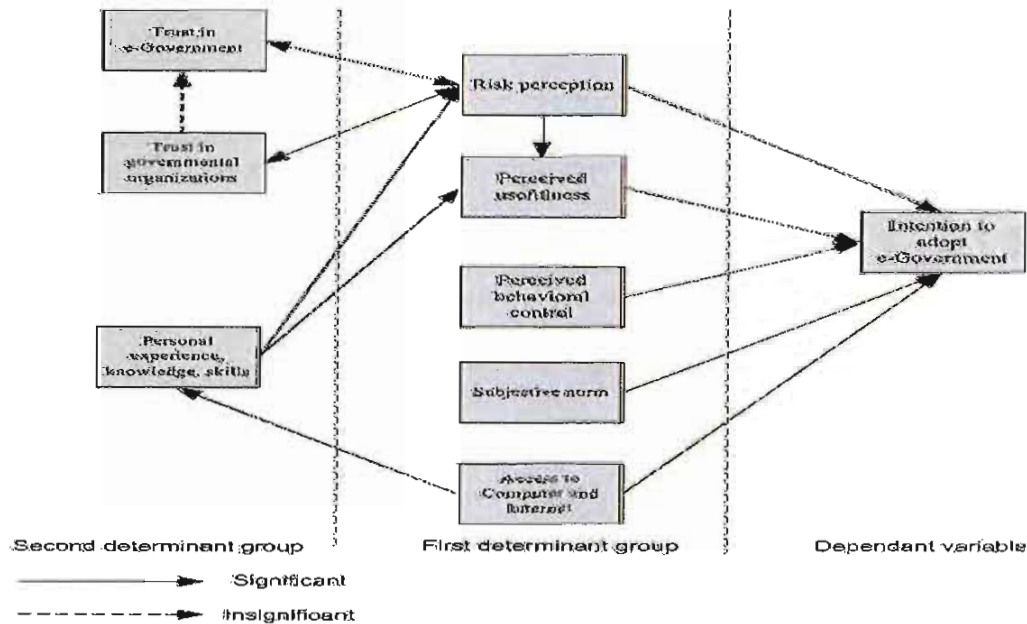 Trust in
e-Government
Trust in
governmental
organizations
Personal
experience,
knowledge, skills
Risk perception
Perceived
usefulness
Perceived
behavioral
control
Subjective norm
Access to
Computer and
Internet
Intention to
adopt
e-Government
Second determinant group
First determinant group
Dependant variable
Significant
Insignificant